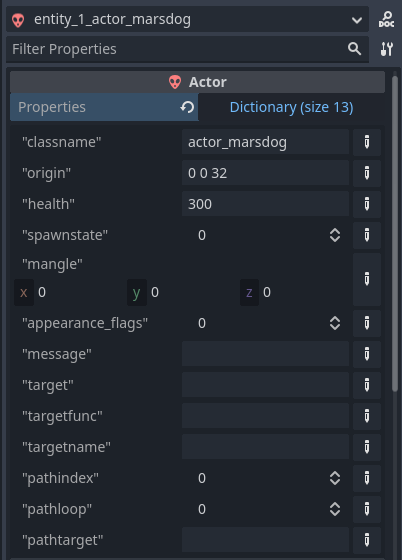 entity_1_actor_marsdog
DOC
Filter Properties
Actor
Properties Dictionary (size 13)
"classname" actor_marsdog
"origin" 0 0 32
"health" 300
"spawnstate" 0
"mangle"
x 0 y 0 z 0
"appearance_flags" 0
"message"
"target"
"targetfunc"
"targetname"
"pathindex" 0
"pathloop" 0
"pathtarget"